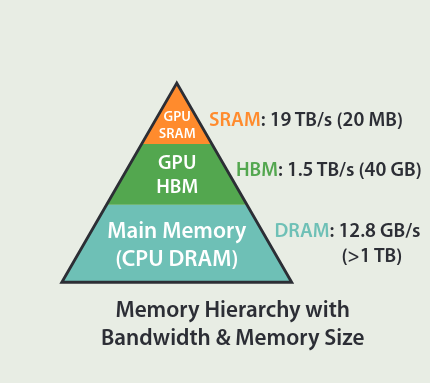 GPU
SRAM
SRAM: 19 TB/s (20 MB)
GPU
HBM
HBM: 1.5 TB/s (40 GB)
Main Memory
(CPU DRAM)
DRAM: 12.8 GB/s
(>1 TB)
Memory Hierarchy with
Bandwidth & Memory Size